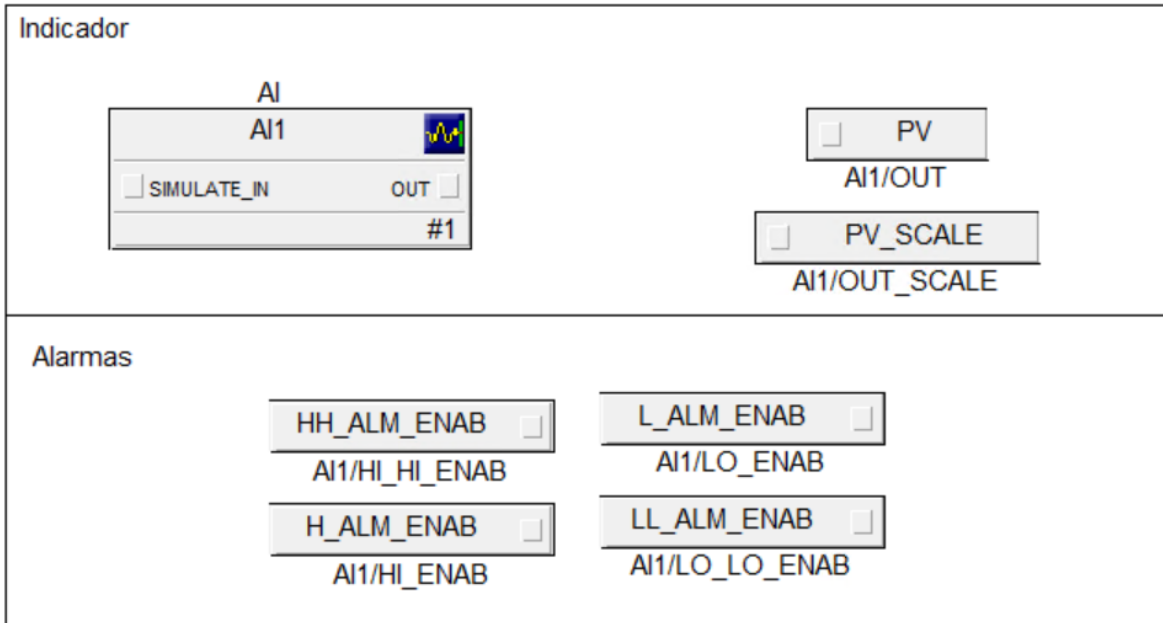 Indicador
AI
AI1
SIMULATE_IN OUT
#1
PV
AI1/OUT
PV_SCALE
AI1/OUT_SCALE
Alarmas
HH_ALM_ENAB
AI1/HI_HI_ENAB
L_ALM_ENAB
AI1/LO_ENAB
H_ALM_ENAB
AI1/HI_ENAB
LL_ALM_ENAB
AI1/LO_LO_ENAB